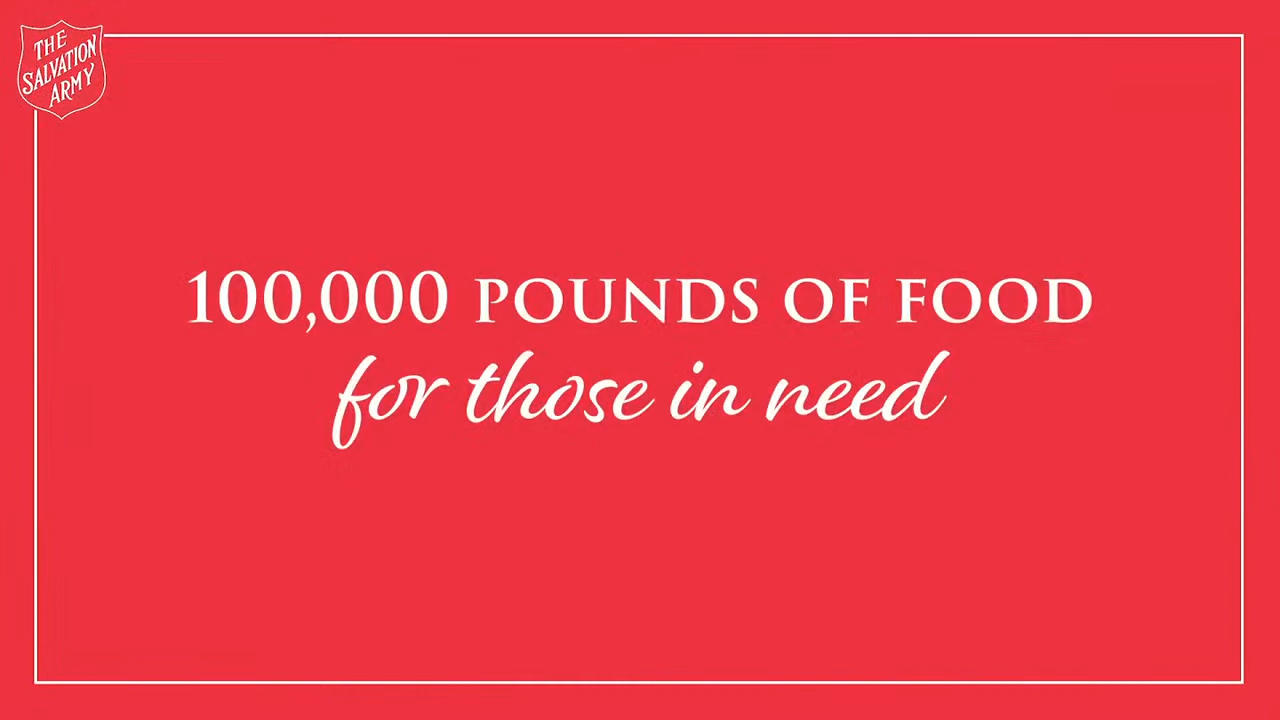 THE
SALVATION
ARMY
100,000 POUNDS OF FOOD
for those in need